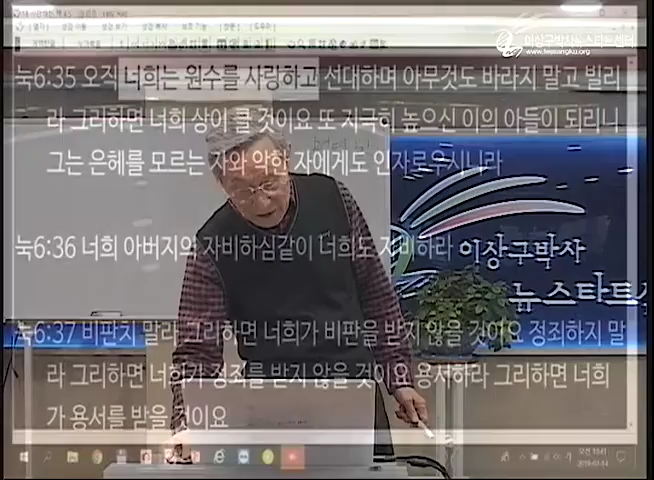 이상구박사 뉴스타트센터
www.leesangku.org
눅6:35 오직 너희는 원수를 사랑하고 선대하며 아무것도 바라지 말고 빌리
라 그리하면 너희 상이 클 것이요 또 지극히 높으신 이의 아들이 되리니
그는 은혜를 모르는 자와 악한 자에게도 인자로우시니라
눅6:36 너희 아버지의 자비하심같이 너희도 자비하라
이상구박사
뉴스타트
눅6:37 비판치 말라 그리하면 너희가 비판을 받지 않을 것이요 정죄하지 말
라 그리하면 너희가 정죄를 받지 않을 것이요 용서하라 그리하면 너희
가 용서를 받을 것이요
오전 10:41
2019-01-14